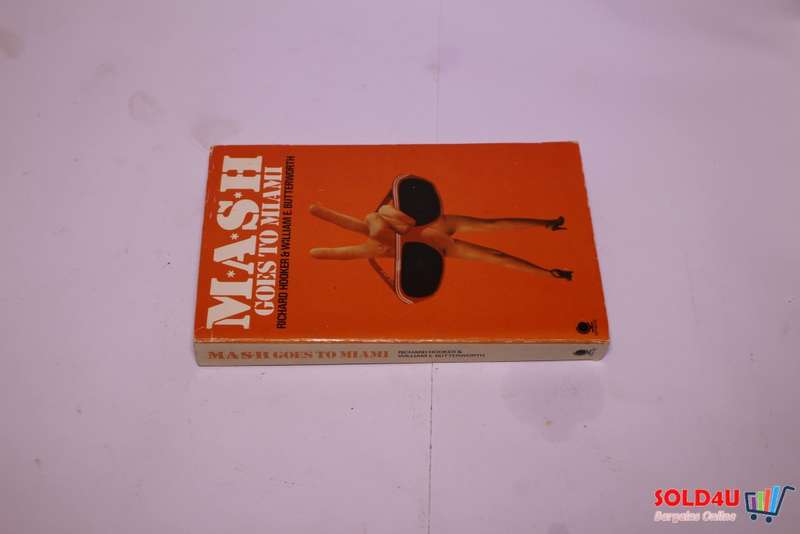 M*A*S*H
GOES TO MIAMI
RICHARD HOOKER & WILLIAM E. BUTTERWORTH
M*A*S*H GOES TO MIAMI
RICHARD HOOKER &
WILLIAM E. BUTTERWORTH
SOLD4U
Bargains Online